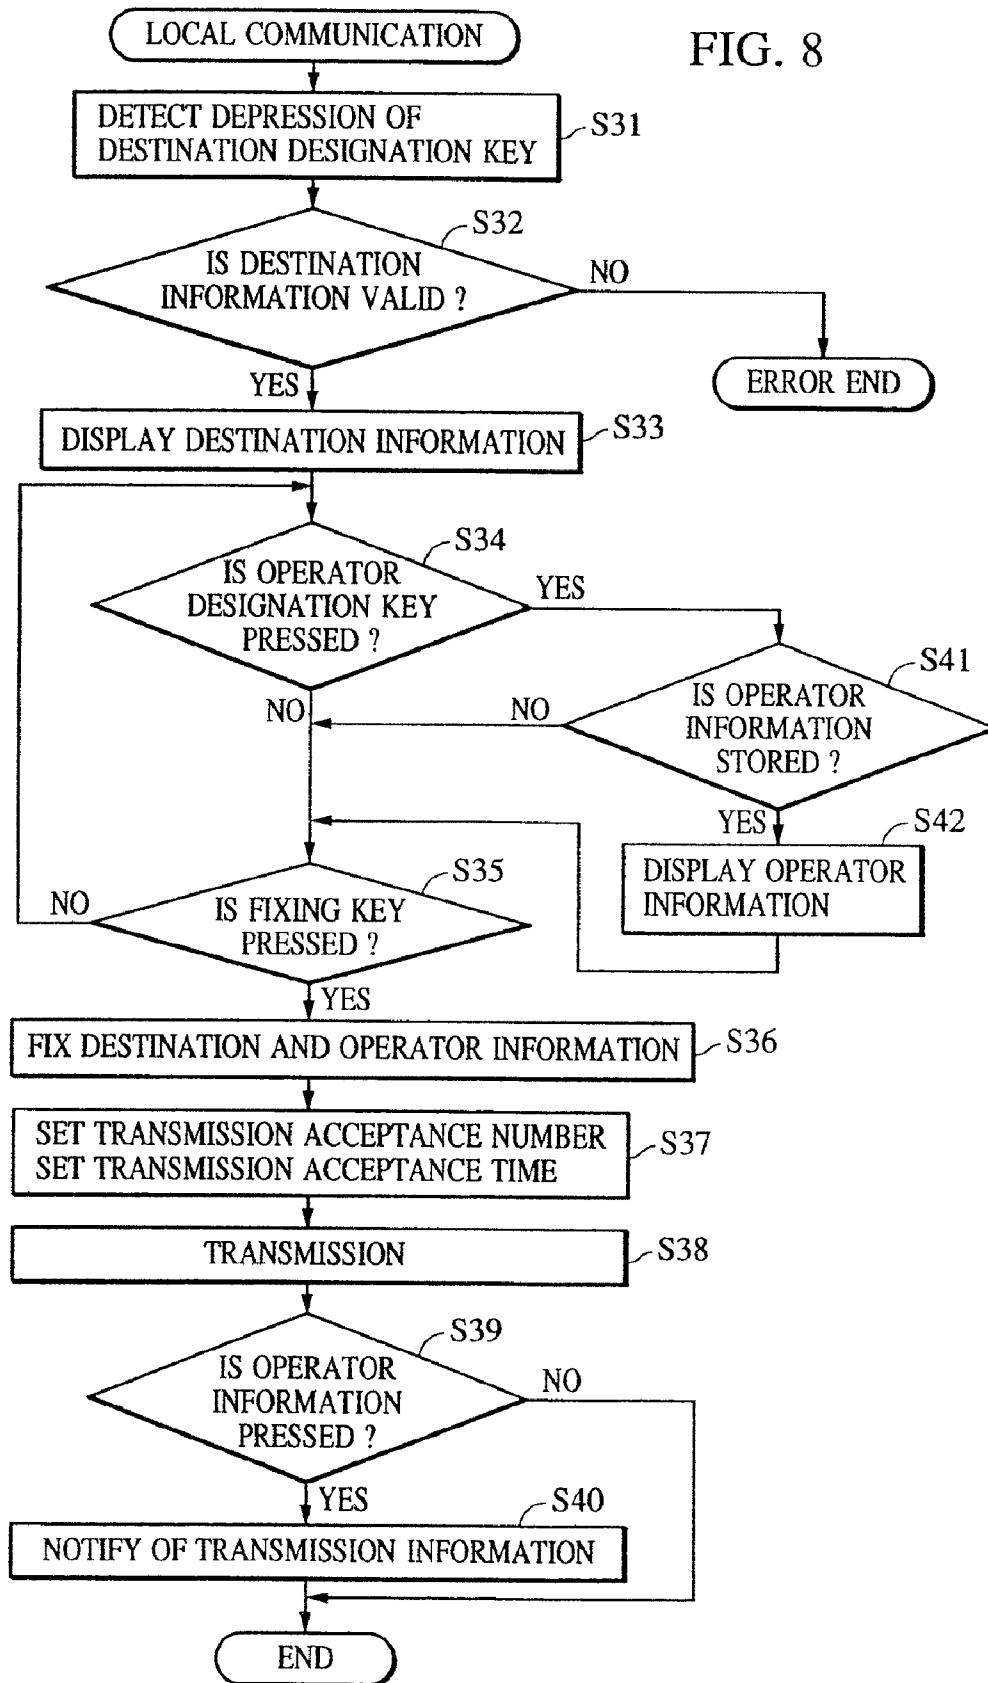 LOCAL COMMUNICATION
FIG. 8
DETECT DEPRESSION OF
DESTINATION DESIGNATION KEY
S31
S32
IS DESTINATION
INFORMATION VALID ?
NO
YES
ERROR END
DISPLAY DESTINATION INFORMATION
S33
S34
IS OPERATOR
DESIGNATION KEY
PRESSED ?
YES
NO
S41
IS OPERATOR
INFORMATION
STORED ?
NO
YES
S42
DISPLAY OPERATOR
INFORMATION
S35
IS FIXING KEY
PRESSED ?
NO
YES
FIX DESTINATION AND OPERATOR INFORMATION
S36
SET TRANSMISSION ACCEPTANCE NUMBER
SET TRANSMISSION ACCEPTANCE TIME
S37
TRANSMISSION
S38
S39
IS OPERATOR
INFORMATION
PRESSED ?
NO
YES
S40
NOTIFY OF TRANSMISSION INFORMATION
END